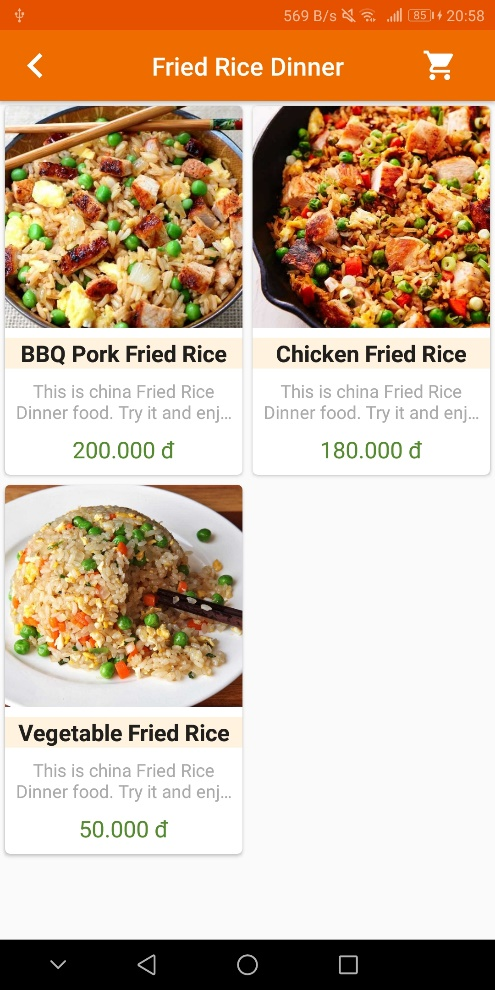 569 B/s 85 20:58
Fried Rice Dinner
BBQ Pork Fried Rice
This is china Fried Rice
Dinner food. Try it and enj...
200.000 đ
Chicken Fried Rice
This is china Fried Rice
Dinner food. Try it and enj...
180.000 đ
Vegetable Fried Rice
This is china Fried Rice
Dinner food. Try it and enj...
50.000 đ